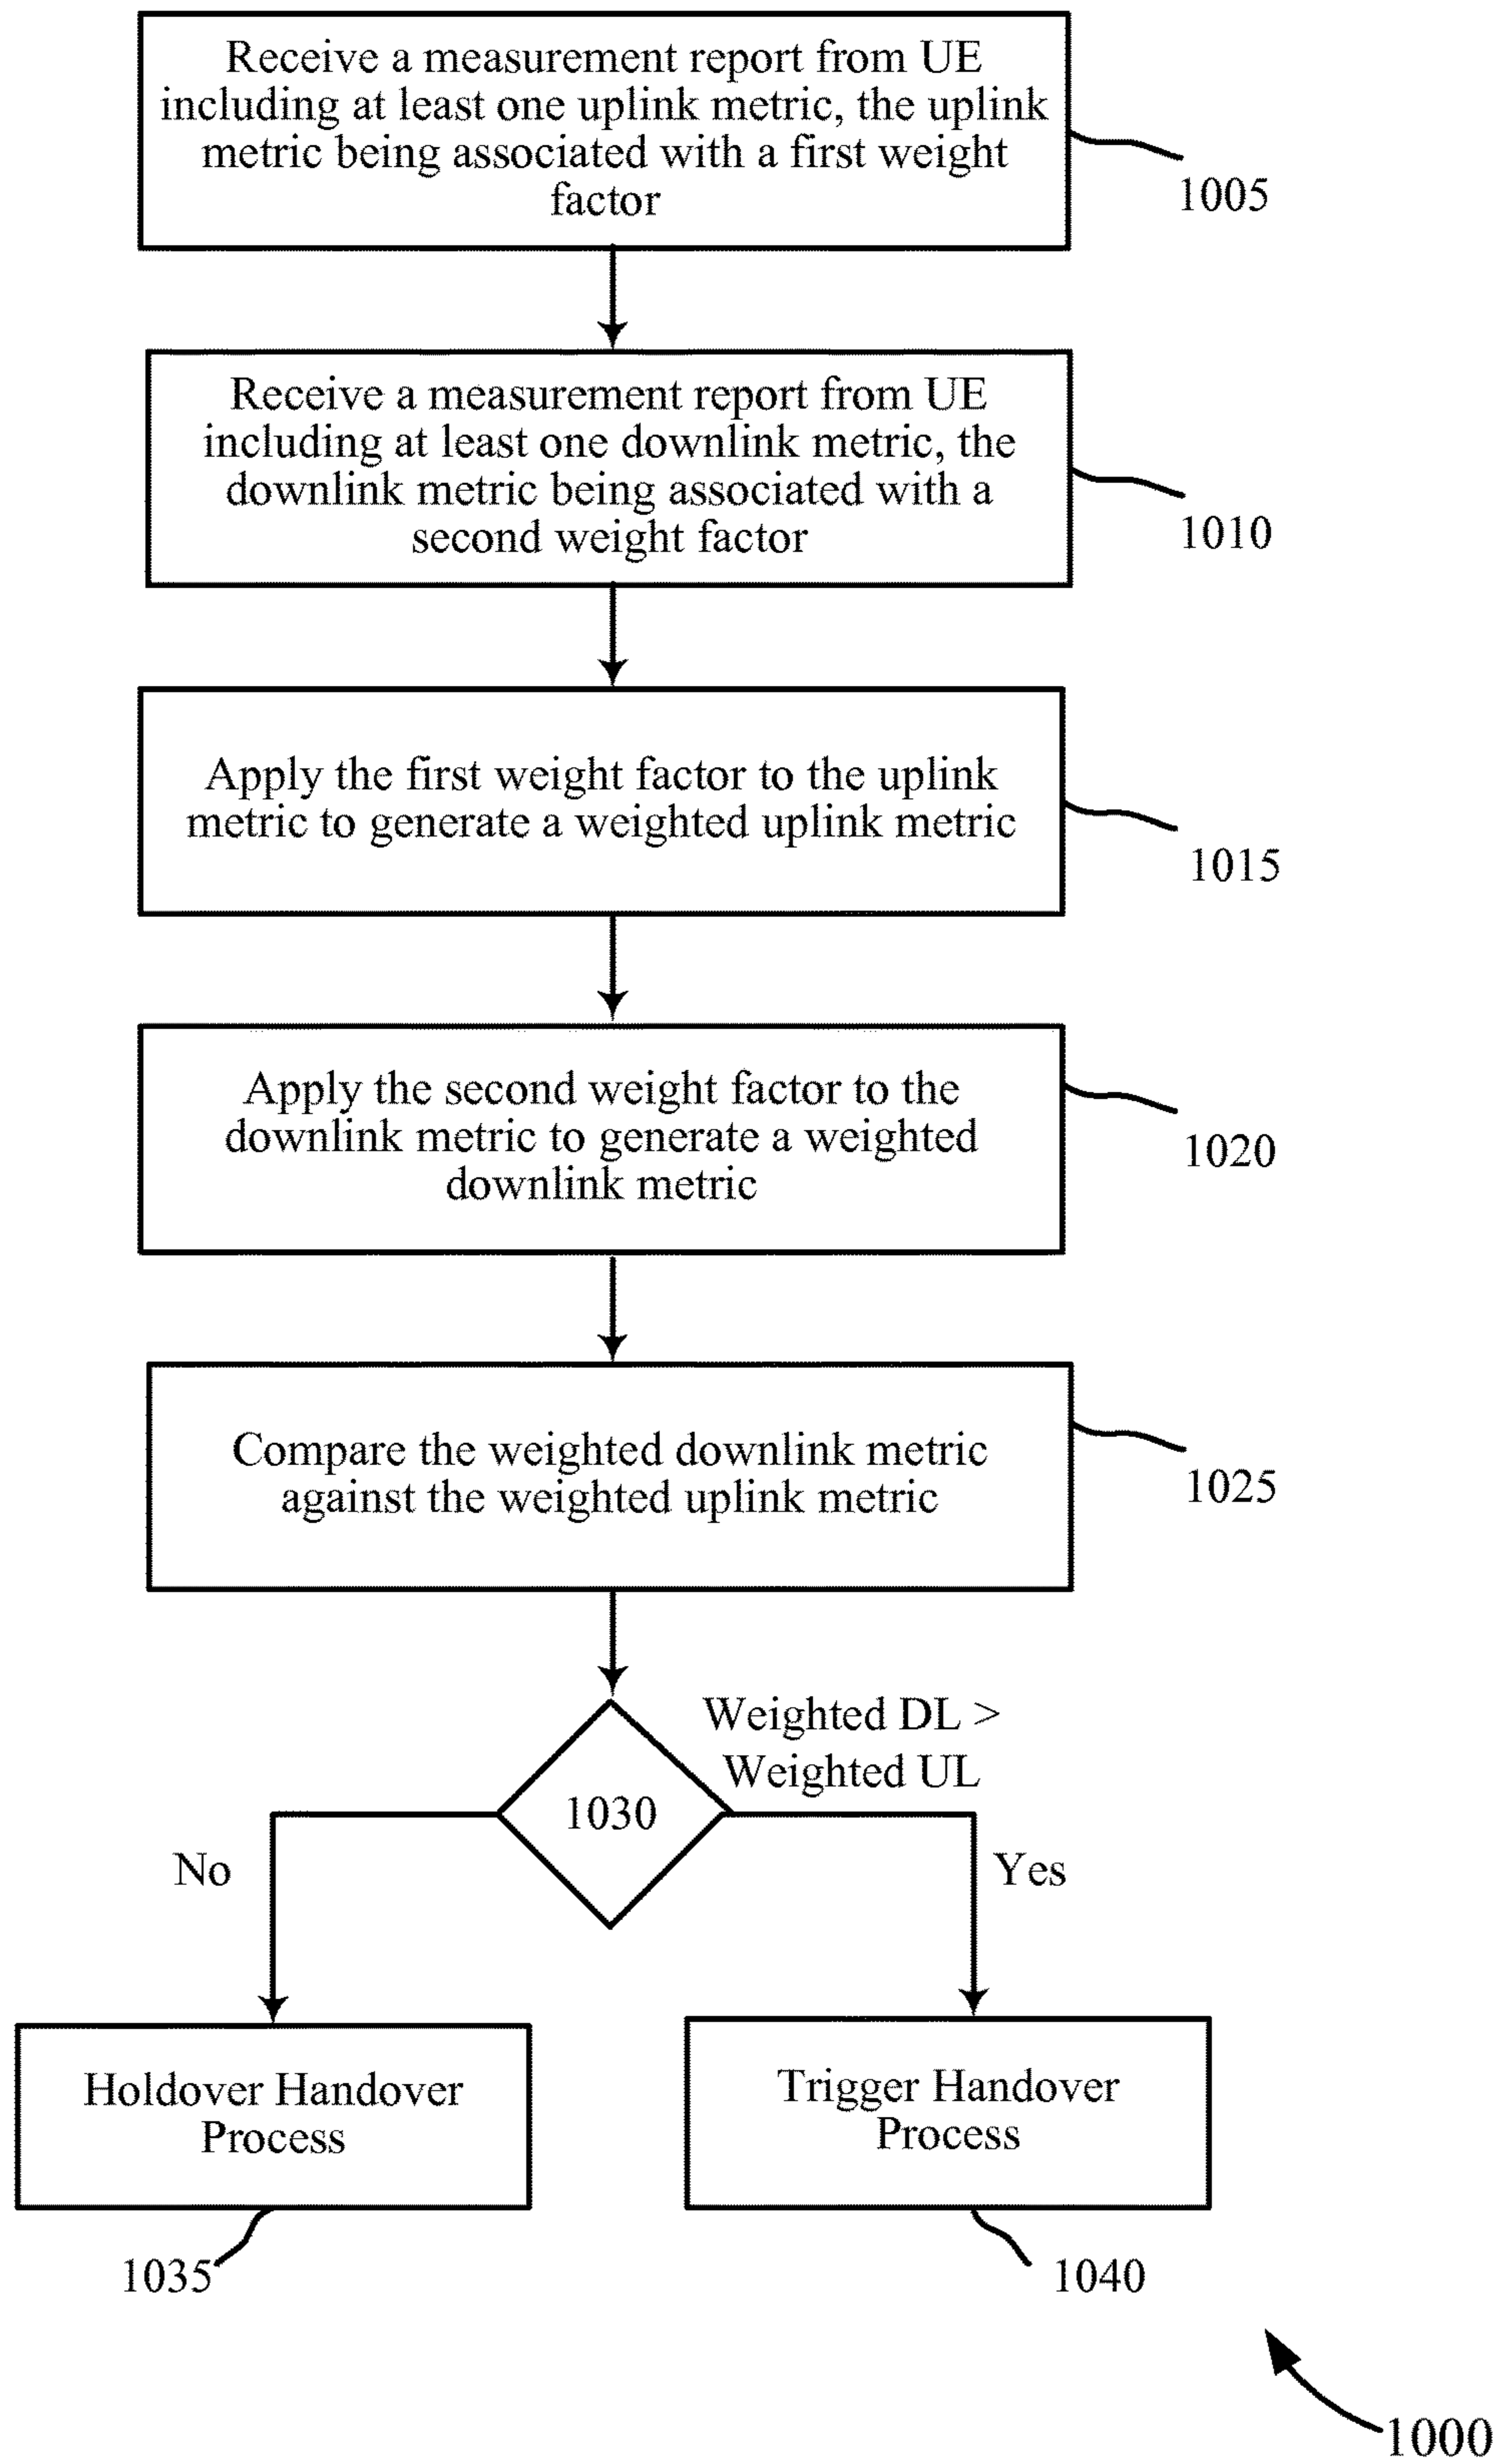 Receive a measurement report from UE
including at least one uplink metric, the uplink
metric being associated with a first weight
factor
1005
Receive a measurement report from UE
including at least one downlink metric, the
downlink metric being associated with a
second weight factor
1010
Apply the first weight factor to the uplink
metric to generate a weighted uplink metric
1015
Apply the second weight factor to the
downlink metric to generate a weighted
downlink metric
1020
Compare the weighted downlink metric
against the weighted uplink metric
1025
Weighted DL >
Weighted UL
1030
No
Yes
Holdover Handover
Process
Trigger Handover
Process
1035
1040
1000